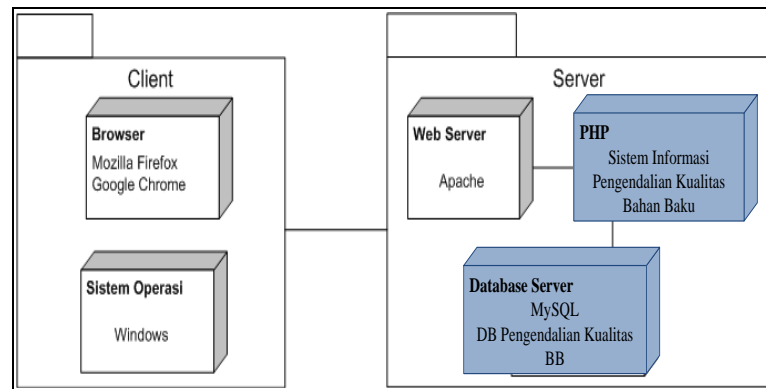 Client
Browser
Mozilla Firefox
Google Chrome
Sistem Operasi
Windows
Server
Web Server
Apache
PHP
Sistem Informasi
Pengendalian Kualitas
Bahan Baku
Database Server
MySQL
DB Pengendalian Kualitas
BB